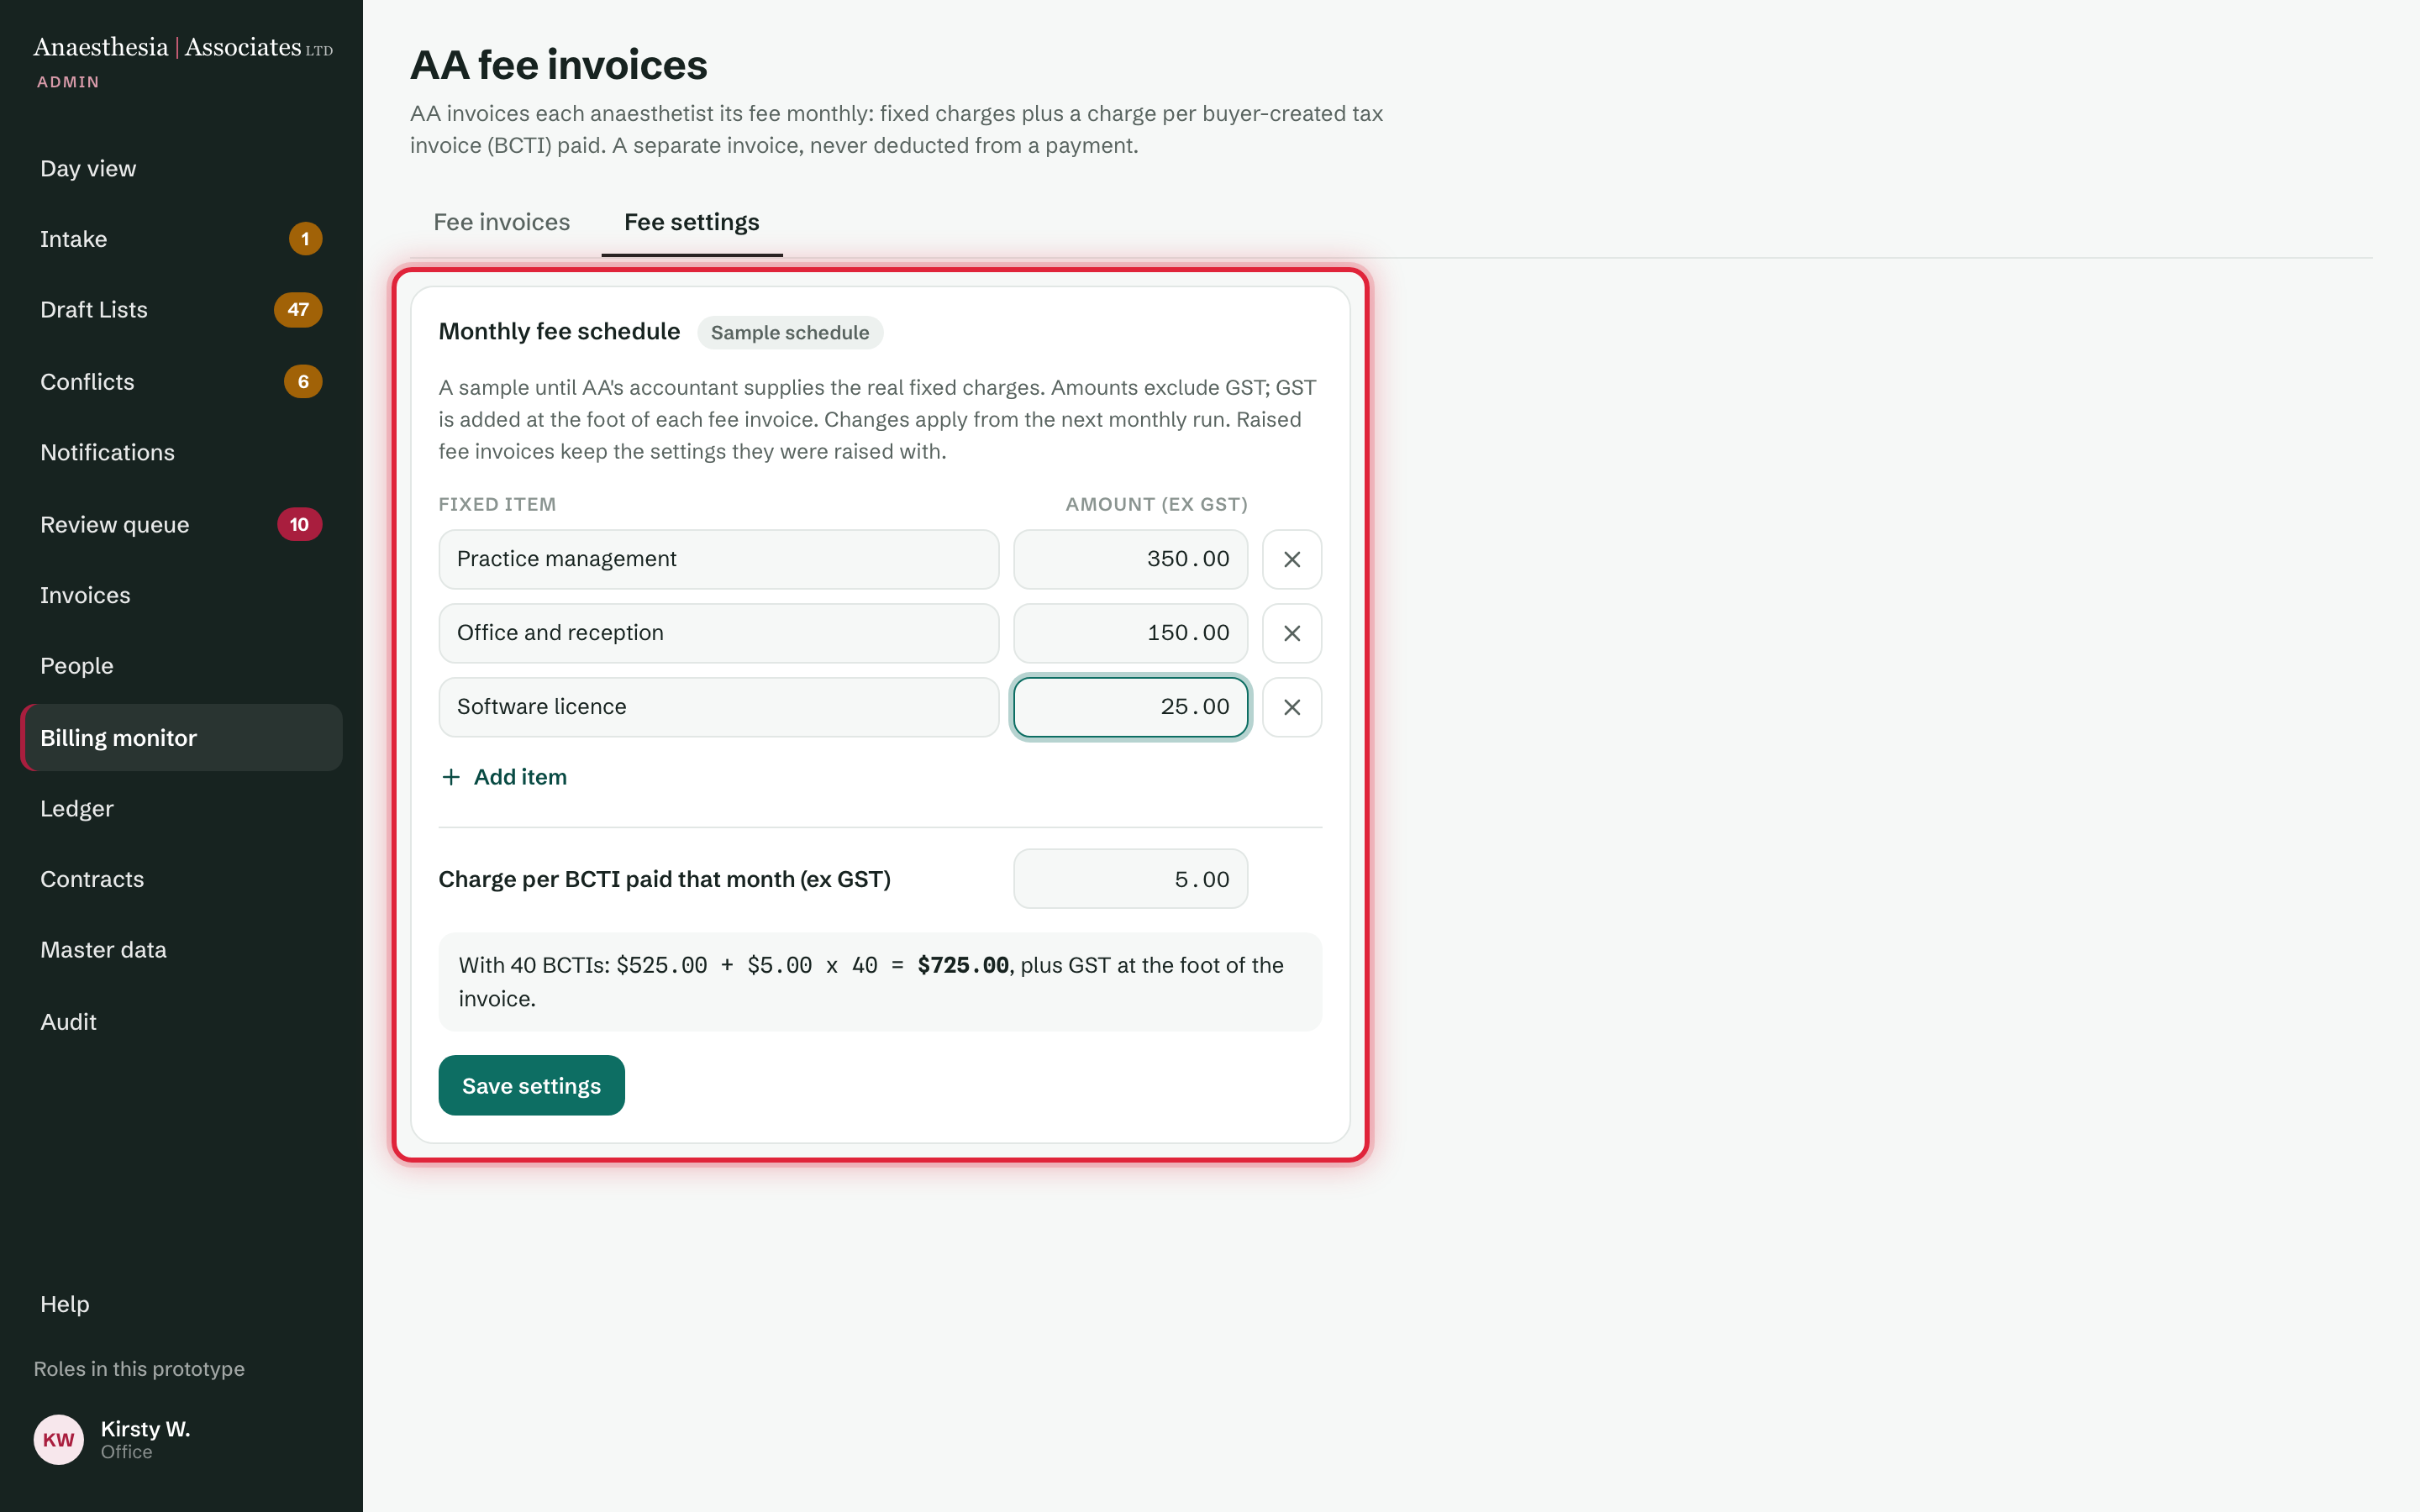 Anaesthesia | Associates LTD
ADMIN
Day view
Intake 1
Draft Lists 47
Conflicts 6
Notifications
Review queue 10
Invoices
People
Billing monitor
Ledger
Contracts
Master data
Audit
Help
Roles in this prototype
KW Kirsty W.
Office
AA fee invoices
AA invoices each anaesthetist its fee monthly: fixed charges plus a charge per buyer-created tax
invoice (BCTI) paid. A separate invoice, never deducted from a payment.
Fee invoices Fee settings
Monthly fee schedule Sample schedule
A sample until AA's accountant supplies the real fixed charges. Amounts exclude GST; GST
is added at the foot of each fee invoice. Changes apply from the next monthly run. Raised
fee invoices keep the settings they were raised with.
FIXED ITEM AMOUNT (EX GST)
Practice management 350.00
Office and reception 150.00
Software licence 25.00
+ Add item
Charge per BCTI paid that month (ex GST) 5.00
With 40 BCTIs: $525.00 + $5.00 x 40 = $725.00, plus GST at the foot of the
invoice.
Save settings